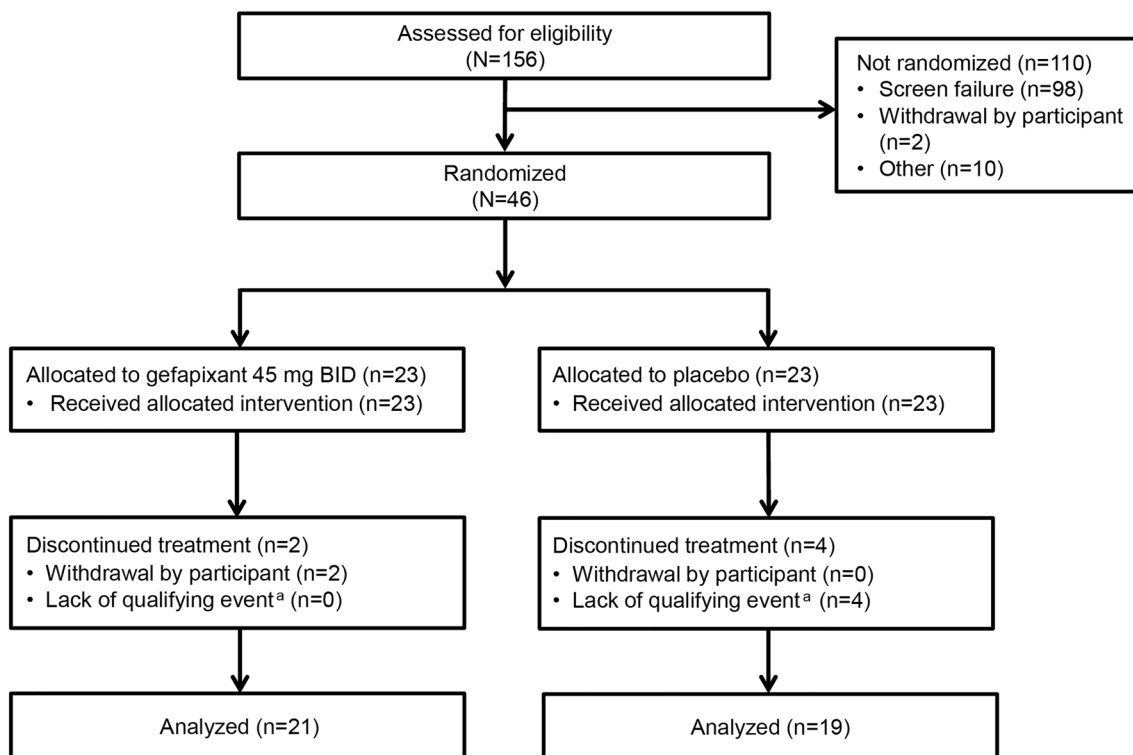 Assessed for eligibility
(N=156)
Not randomized (n=110)
• Screen failure (n=98)
• Withdrawal by participant
(n=2)
• Other (n=10)
Randomized
(N=46)
Allocated to gefapixant 45 mg BID (n=23)
• Received allocated intervention (n=23)
Allocated to placebo (n=23)
• Received allocated intervention (n=23)
Discontinued treatment (n=2)
• Withdrawal by participant (n=2)
• Lack of qualifying event a (n=0)
Discontinued treatment (n=4)
• Withdrawal by participant (n=0)
• Lack of qualifying event a (n=4)
Analyzed (n=21)
Analyzed (n=19)